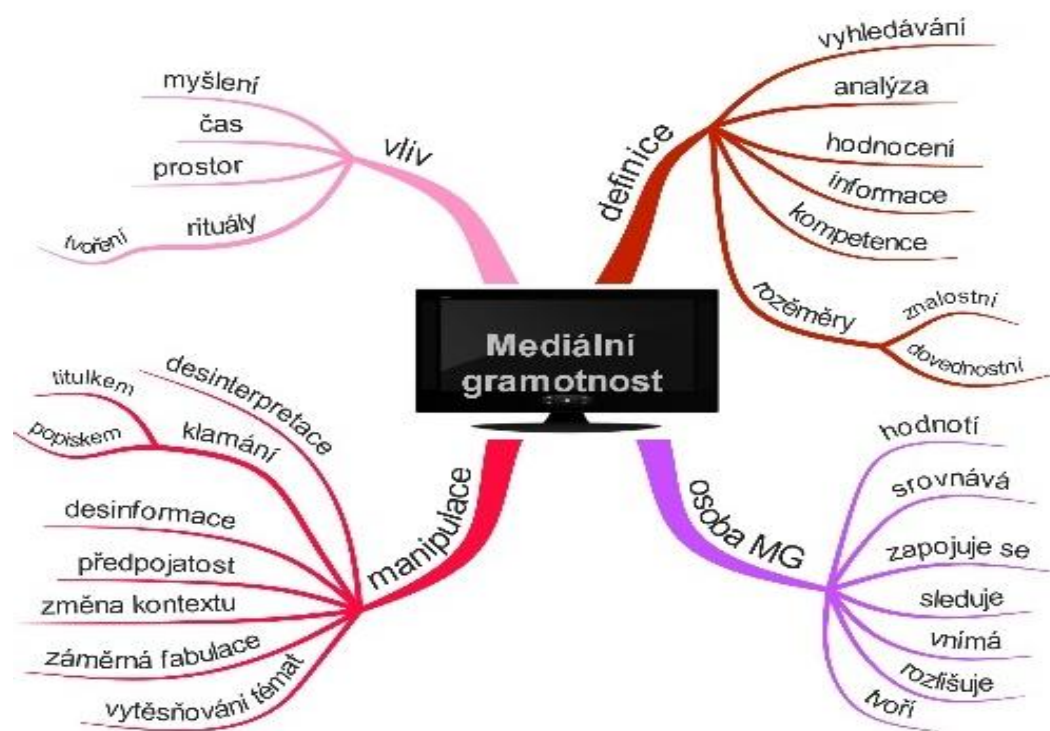 Mediální
gramotnost
vliv
myšlení
čas
prostor
rituály
tvoření
definice
vyhledávání
analýza
hodnocení
informace
kompetence
rozěměry
znalostní
dovednostní
manipulace
desinterpretace
klamání
titulkem
popiskem
desinformace
předpojatost
změna kontextu
záměrná fabulace
vytěsňování témat
osoba MG
hodnotí
srovnává
zapojuje se
sleduje
vnímá
rozlišuje
tvoří